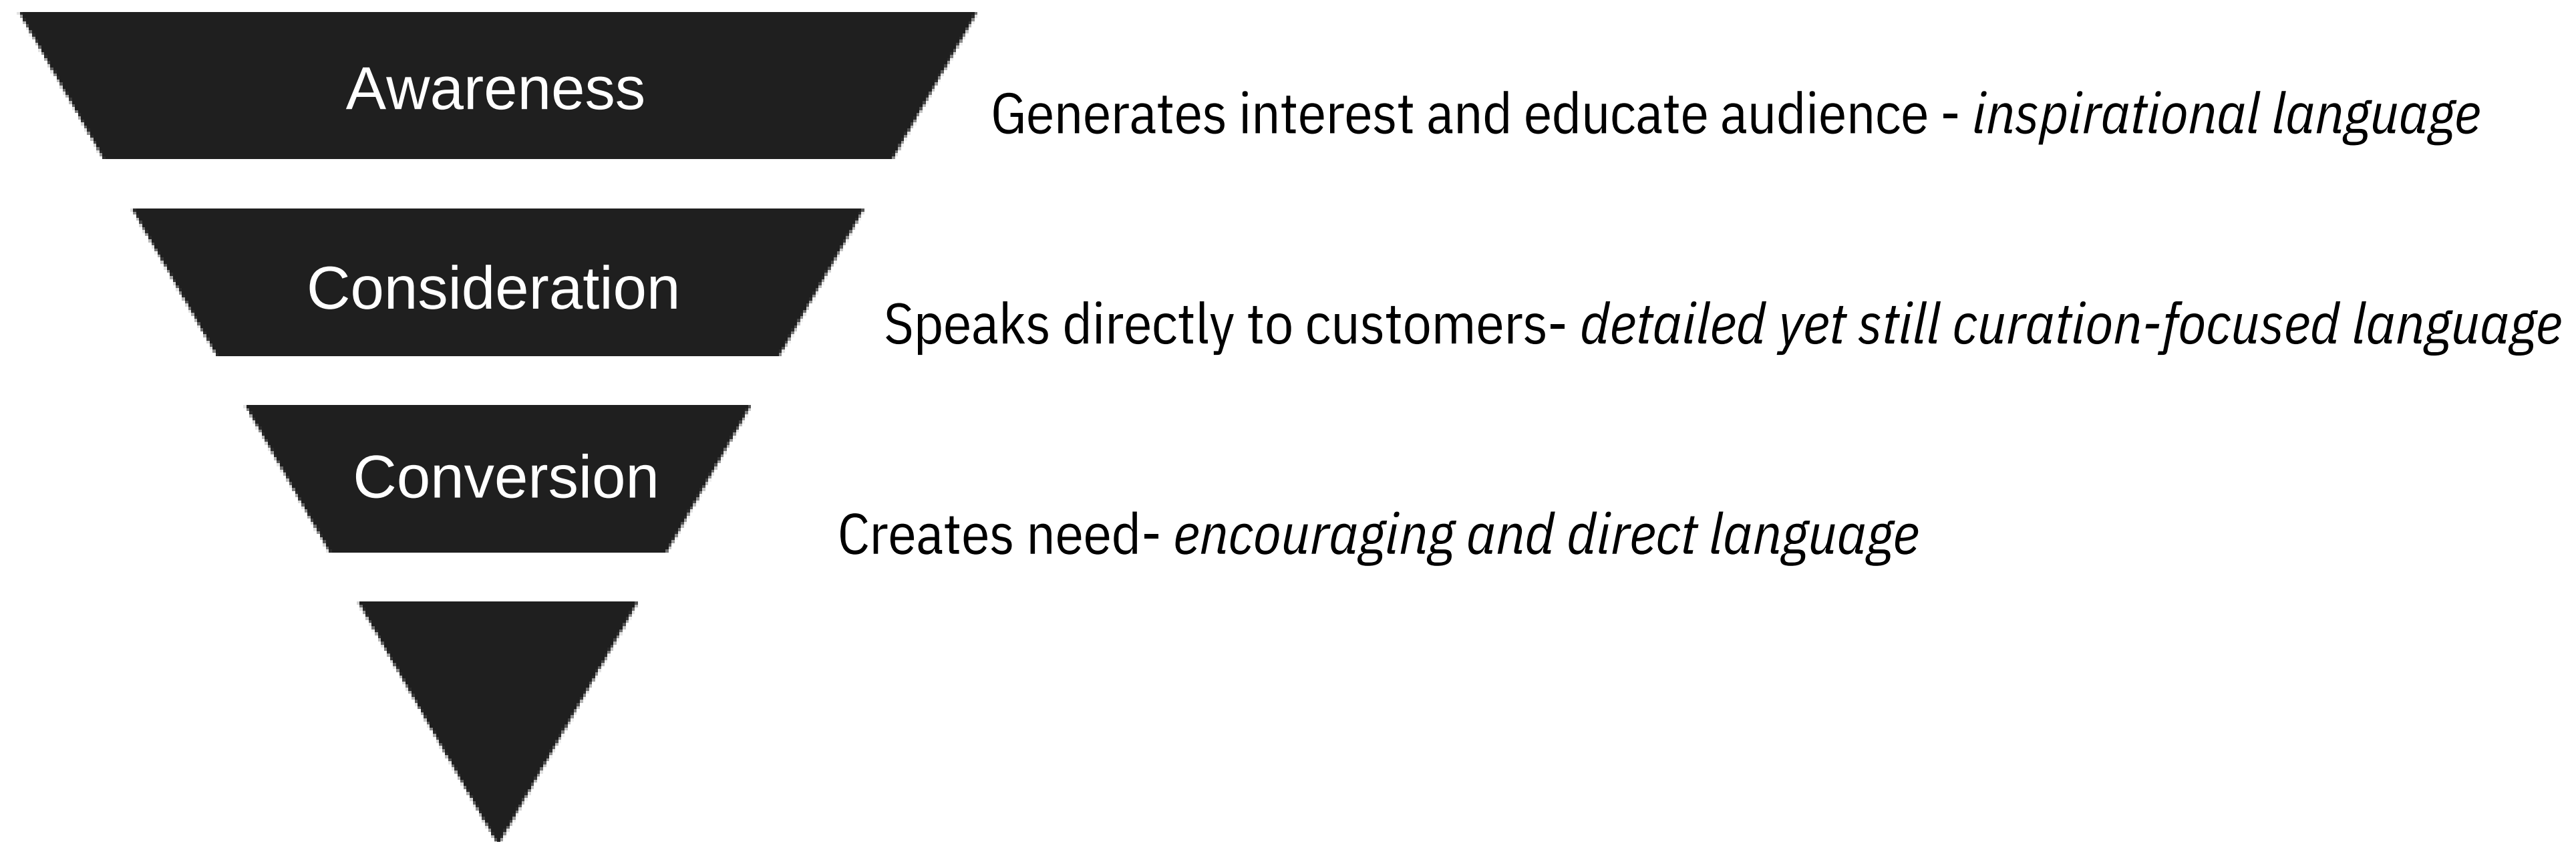 Awareness
Generates interest and educate audience - inspirational language
Consideration
Speaks directly to customers- detailed yet still curation-focused language
Conversion
Creates need- encouraging and direct language